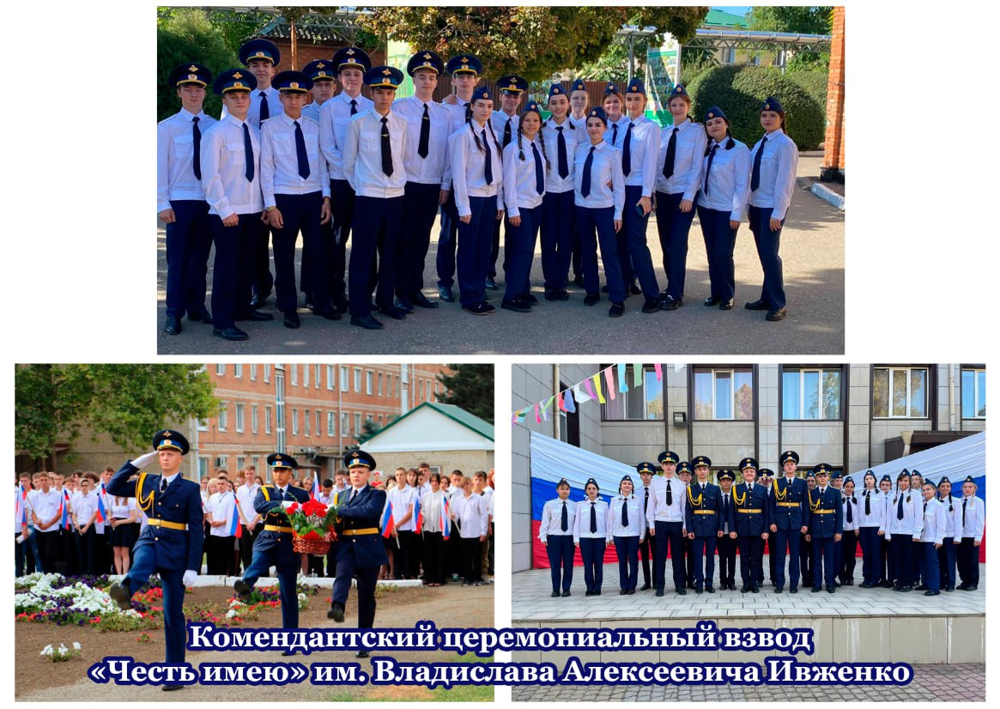 Комендантский церемониальный взвод
«Честь имею» им. Владислава Алексеевича Ивженко